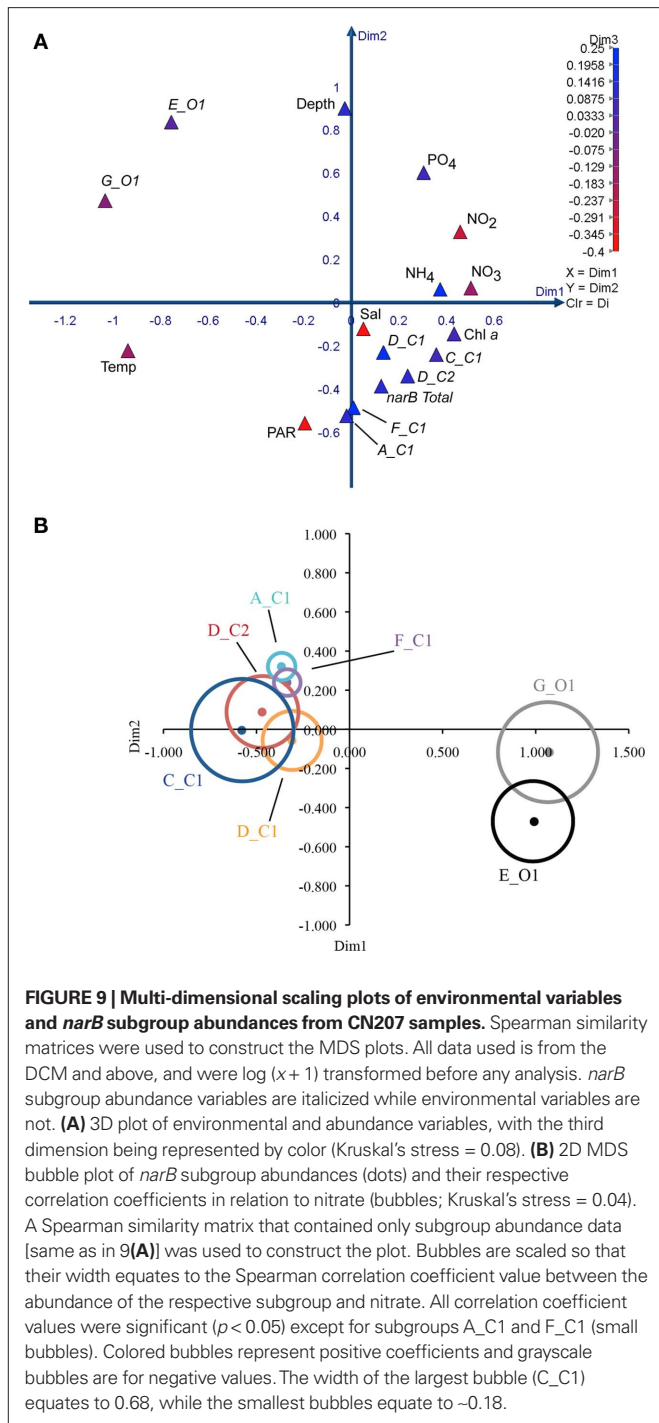 A
Dim2
Dim3
0.25
0.1958
0.1416
0.0875
0.0333
-0.020
-0.075
-0.129
-0.183
-0.237
-0.291
-0.345
-0.4
X = Dim1
Y = Dim2
Clr = Di
1
0.8
0.6
0.4
0.2
0
-0.2
-0.4
-0.6
-1.2
-1
-0.8
-0.6
-0.4
-0.2
0
0.2
0.4
0.6
Dim1
E_O1
G_O1
Depth
PO4
NO2
NH4
NO3
Sal
Chl a
D_C1
C_C1
D_C2
narB Total
F_C1
A_C1
Temp
PAR
B
1.000
0.800
0.600
0.400
0.200
0.000
-0.200
-0.400
-0.600
-0.800
-1.000
-1.000
-0.500
0.000
0.500
1.000
1.500
Dim2
Dim1
A_C1
D_C2
F_C1
G_O1
C_C1
D_C1
E_O1
FIGURE 9 | Multi-dimensional scaling plots of environmental variables
and narB subgroup abundances from CN207 samples. Spearman similarity
matrices were used to construct the MDS plots. All data used is from the
DCM and above, and were log (x + 1) transformed before any analysis. narB
subgroup abundance variables are italicized while environmental variables are
not. (A) 3D plot of environmental and abundance variables, with the third
dimension being represented by color (Kruskal's stress = 0.08). (B) 2D MDS
bubble plot of narB subgroup abundances (dots) and their respective
correlation coefficients in relation to nitrate (bubbles; Kruskal's stress = 0.04).
A Spearman similarity matrix that contained only subgroup abundance data
[same as in 9(A)] was used to construct the plot. Bubbles are scaled so that
their width equates to the Spearman correlation coefficient value between the
abundance of the respective subgroup and nitrate. All correlation coefficient
values were significant (p < 0.05) except for subgroups A_C1 and F_C1 (small
bubbles). Colored bubbles represent positive coefficients and grayscale
bubbles are for negative values. The width of the largest bubble (C_C1)
equates to 0.68, while the smallest bubbles equate to ~0.18.